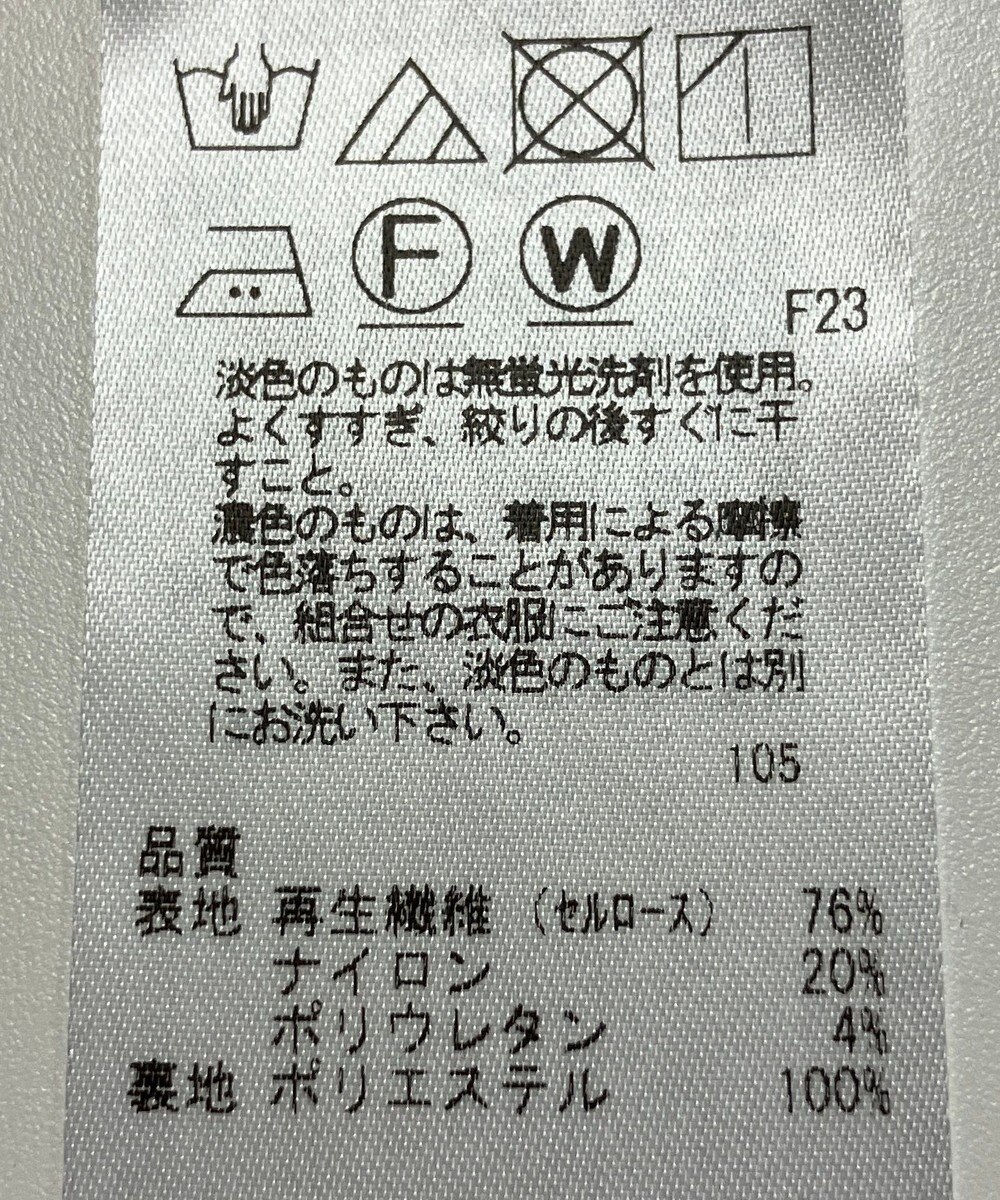 F W
F23
淡色のものは無蛍光洗剤を使用。
よくすすぎ、絞りの後すぐに干
すこと。
濃色のものは、着用による摩擦
で色落ちすることがありますの
で、組合せの衣服にご注意くだ
さい。また、淡色のものとは別
にお洗い下さい。
105
品質
表地 再生繊維（セルロース） 76%
ナイロン 20%
ポリウレタン 4%
裏地 ポリエステル 100%